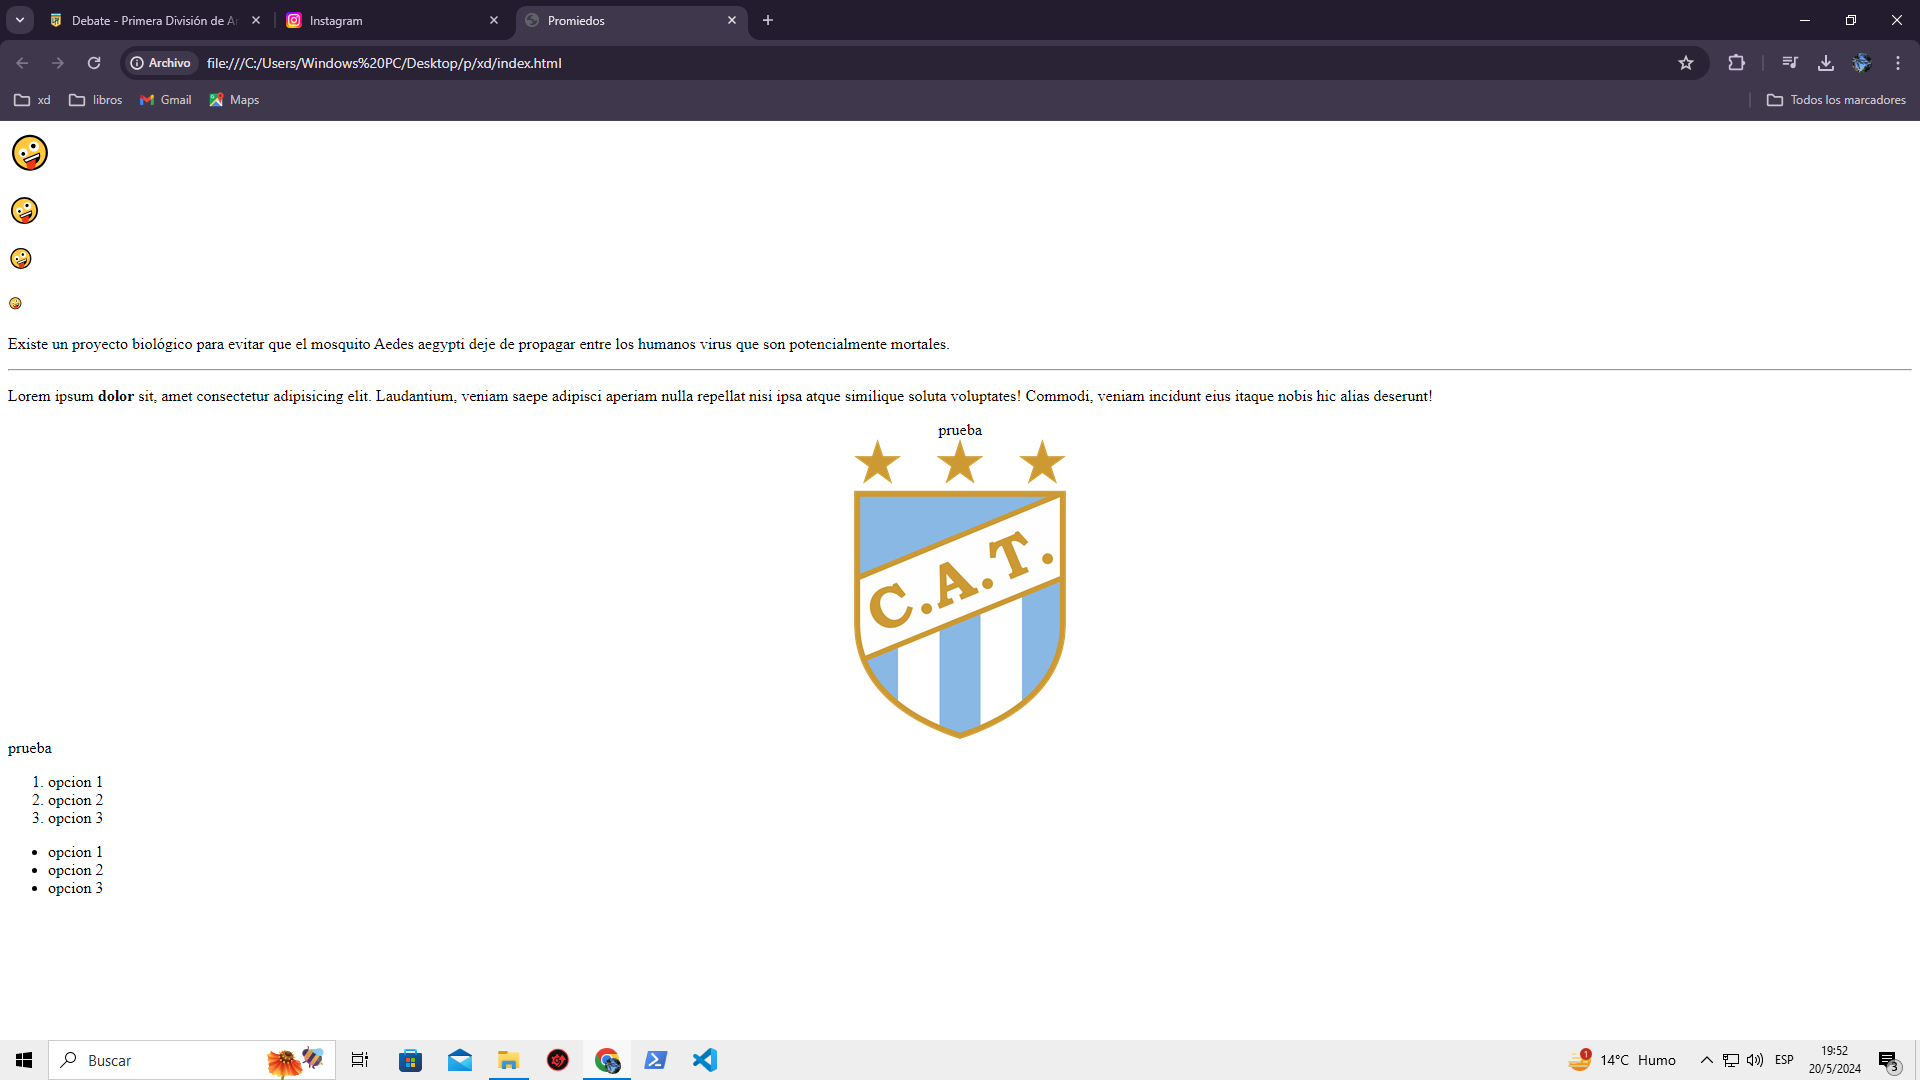 Debate - Primera División de Ar
Instagram
Promiedos
Archivo
file:///C:/Users/Windows%20PC/Desktop/p/xd/index.html
xd
libros
Gmail
Maps
Todos los marcadores
Existe un proyecto biológico para evitar que el mosquito Aedes aegypti deje de propagar entre los humanos virus que son potencialmente mortales.
Lorem ipsum dolor sit, amet consectetur adipisicing elit. Laudantium, veniam saepe adipisci aperiam nulla repellat nisi ipsa atque similique soluta voluptates! Commodi, veniam incidunt eius itaque nobis hic alias deserunt!
prueba
C.A.T.
prueba
1. opcion 1
2. opcion 2
3. opcion 3
• opcion 1
• opcion 2
• opcion 3
Buscar
1
14°C Humo
ESP
19:52
20/5/2024
3